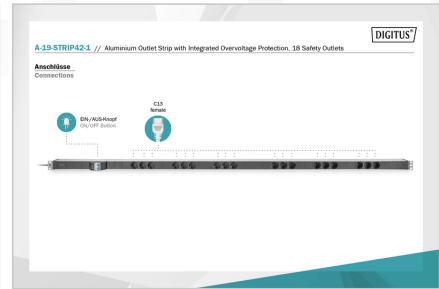 DIGITUS®
A-19-STRIP42-1 // Aluminium Outlet Strip with Integrated Overvoltage Protection, 18 Safety Outlets
Anschlüsse
Connections
C13
female
EIN-/AUS-Knopf
ON/OFF Button